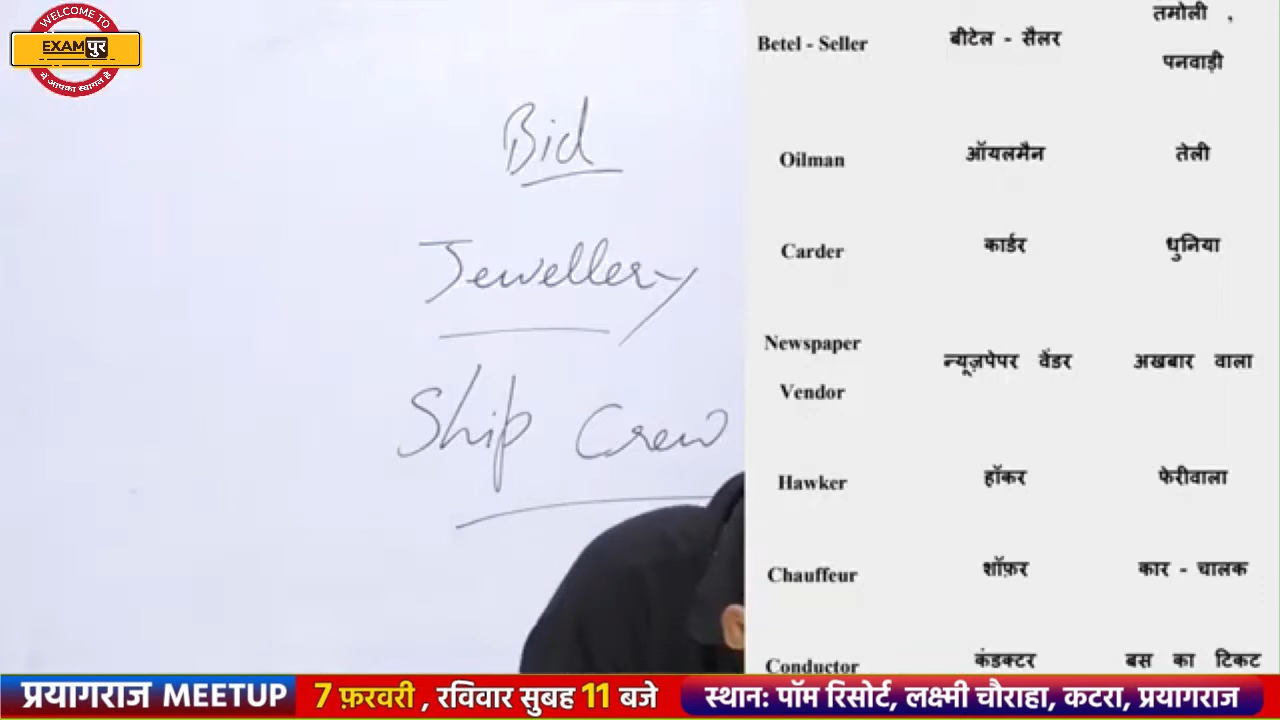 WELCOME TO
EXAMपुर
में आपका स्वागत है
Bid
Jewellery
Ship Crew
Betel - Seller बीटेल - सैलर तमोली , पनवाड़ी
Oilman ऑयलमैन तेली
Carder कार्डर धुनिया
Newspaper Vendor न्यूज़पेपर वेंडर अखबार वाला
Hawker हॉकर फेरीवाला
Chauffeur शॉफ़र कार - चालक
Conductor कंडक्टर बस का टिकट
प्रयागराज MEETUP 7 फ़रवरी , रविवार सुबह 11 बजे स्थान: पॉम रिसोर्ट, लक्ष्मी चौराहा, कटरा, प्रयागराज